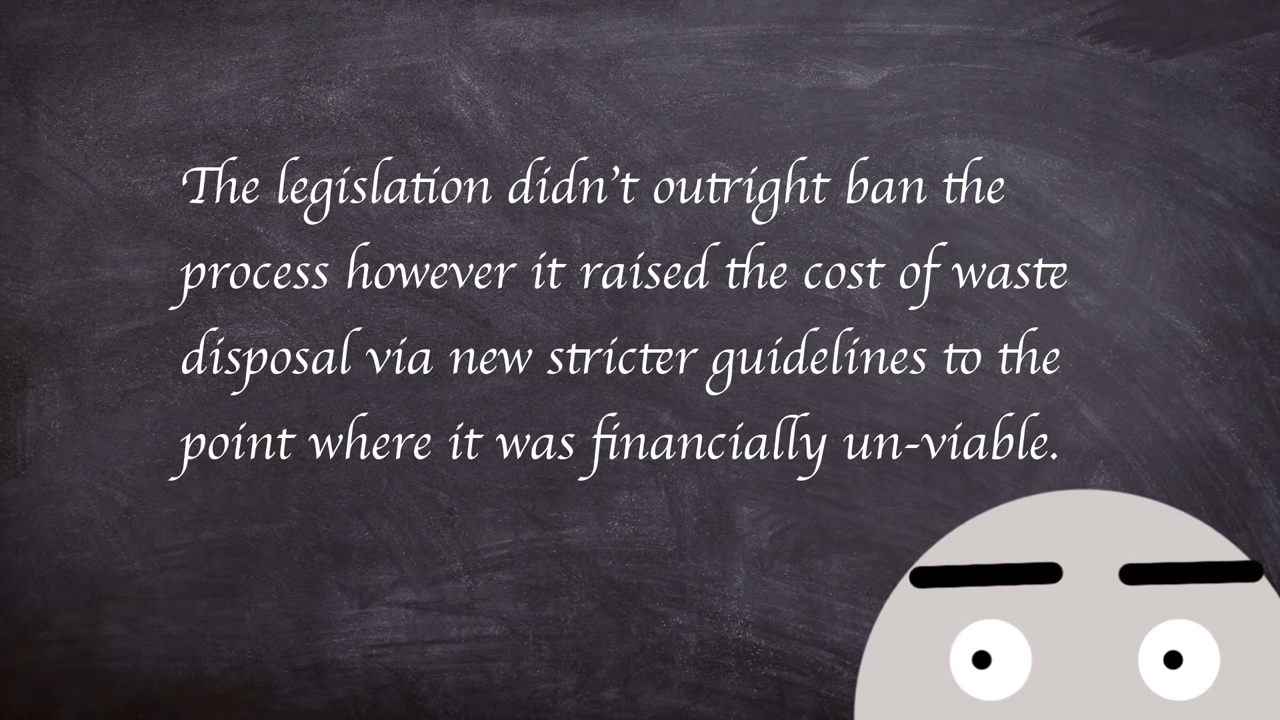 The legislation didn't outright ban the
process however it raised the cost of waste
disposal via new stricter guidelines to the
point where it was financially un-viable.